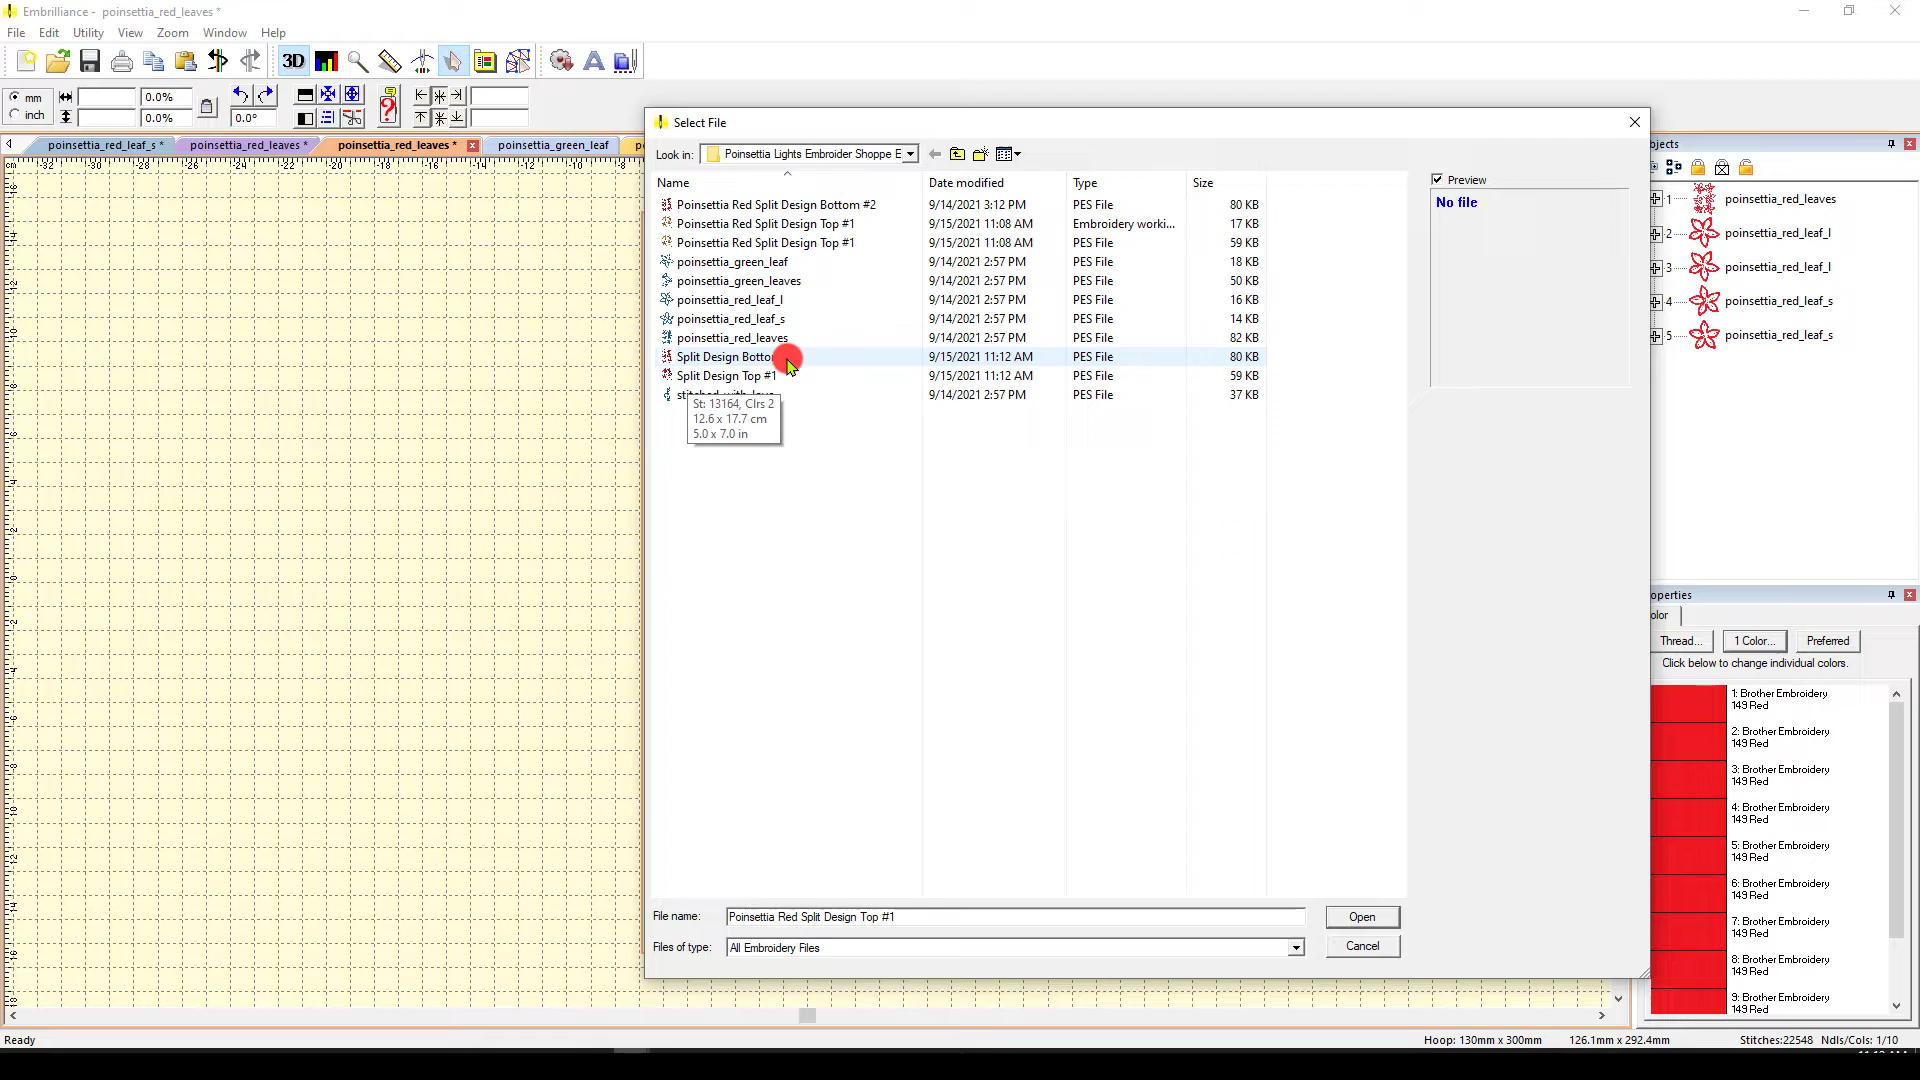 Embrilliance - poinsettia_red_leaves *
File Edit Utility View Zoom Window Help
3D
mm
inch
0.0%
0.0%
0.0°
poinsettia_red_leaf_s *
poinsettia_red_leaves *
poinsettia_red_leaves *
poinsettia_green_leaf
Select File
Look in: Poinsettia Lights Embroider Shoppe E
Name Date modified Type Size
Poinsettia Red Split Design Bottom #2 9/14/2021 3:12 PM PES File 80 KB
Poinsettia Red Split Design Top #1 9/15/2021 11:08 AM Embroidery worki... 17 KB
Poinsettia Red Split Design Top #1 9/15/2021 11:08 AM PES File 59 KB
poinsettia_green_leaf 9/14/2021 2:57 PM PES File 18 KB
poinsettia_green_leaves 9/14/2021 2:57 PM PES File 50 KB
poinsettia_red_leaf_l 9/14/2021 2:57 PM PES File 16 KB
poinsettia_red_leaf_s 9/14/2021 2:57 PM PES File 14 KB
poinsettia_red_leaves 9/14/2021 2:57 PM PES File 82 KB
Split Design Botto 9/15/2021 11:12 AM PES File 80 KB
Split Design Top #1 9/15/2021 11:12 AM PES File 59 KB
9/14/2021 2:57 PM PES File 37 KB
St: 13164, Clrs 2
12.6 x 17.7 cm
5.0 x 7.0 in
Preview
No file
File name: Poinsettia Red Split Design Top #1 Open
Files of type: All Embroidery Files Cancel
bjects
1 poinsettia_red_leaves
2 poinsettia_red_leaf_l
3 poinsettia_red_leaf_l
4 poinsettia_red_leaf_s
5 poinsettia_red_leaf_s
operties
olor
Thread... 1 Color... Preferred
Click below to change individual colors.
1: Brother Embroidery
149 Red
2: Brother Embroidery
149 Red
3: Brother Embroidery
149 Red
4: Brother Embroidery
149 Red
5: Brother Embroidery
149 Red
6: Brother Embroidery
149 Red
7: Brother Embroidery
149 Red
8: Brother Embroidery
149 Red
9: Brother Embroidery
149 Red
Ready
Hoop: 130mm x 300mm 126.1mm x 292.4mm Stitches:22548 Ndls/Cols: 1/10